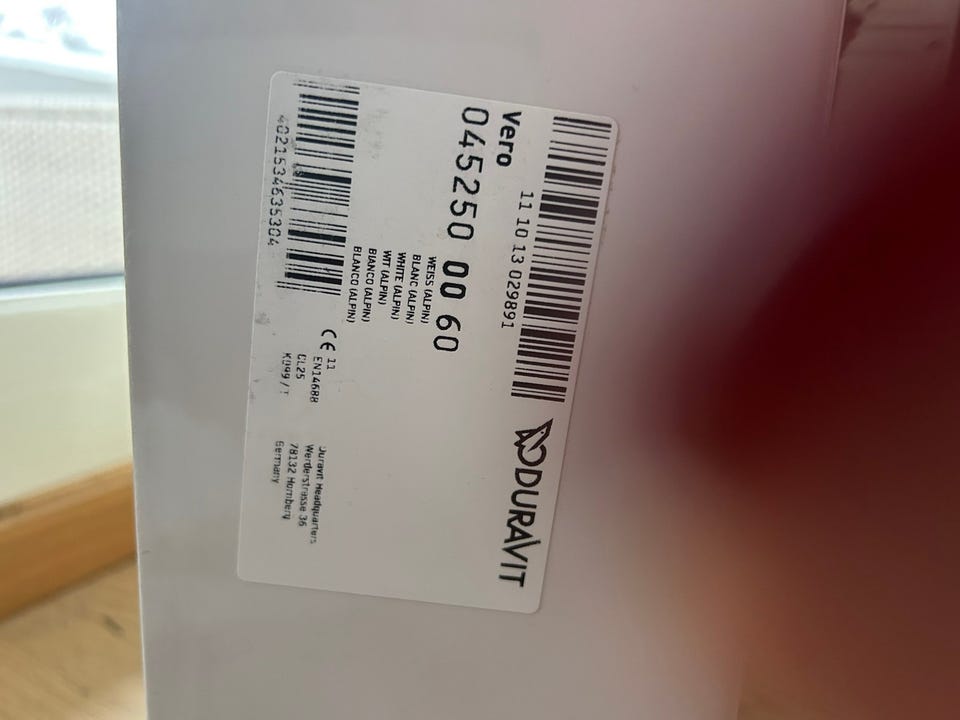 11 10 13 029891
DURAVIT
Vero
045250 00 60
WEISS (ALPIN)
BLANC (ALPIN)
WHITE (ALPIN)
WIT (ALPIN)
BIANCO (ALPIN)
BLANCO (ALPIN)
4021534635304
CE 11
EN14688
CL25
Duravit Headquarters
Werderstrasse 36
78132 Hornberg
Germany